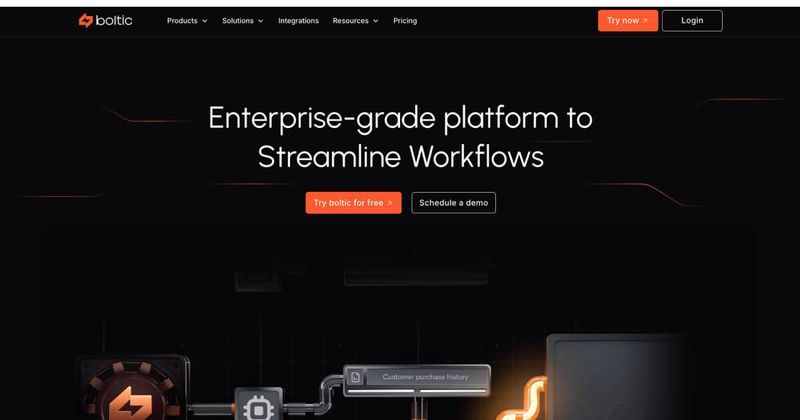 boltic
Products
Solutions
Integrations
Resources
Pricing
Try now
Login
Enterprise-grade platform to
Streamline Workflows
Try boltic for free
Schedule a demo
Customer purchase history